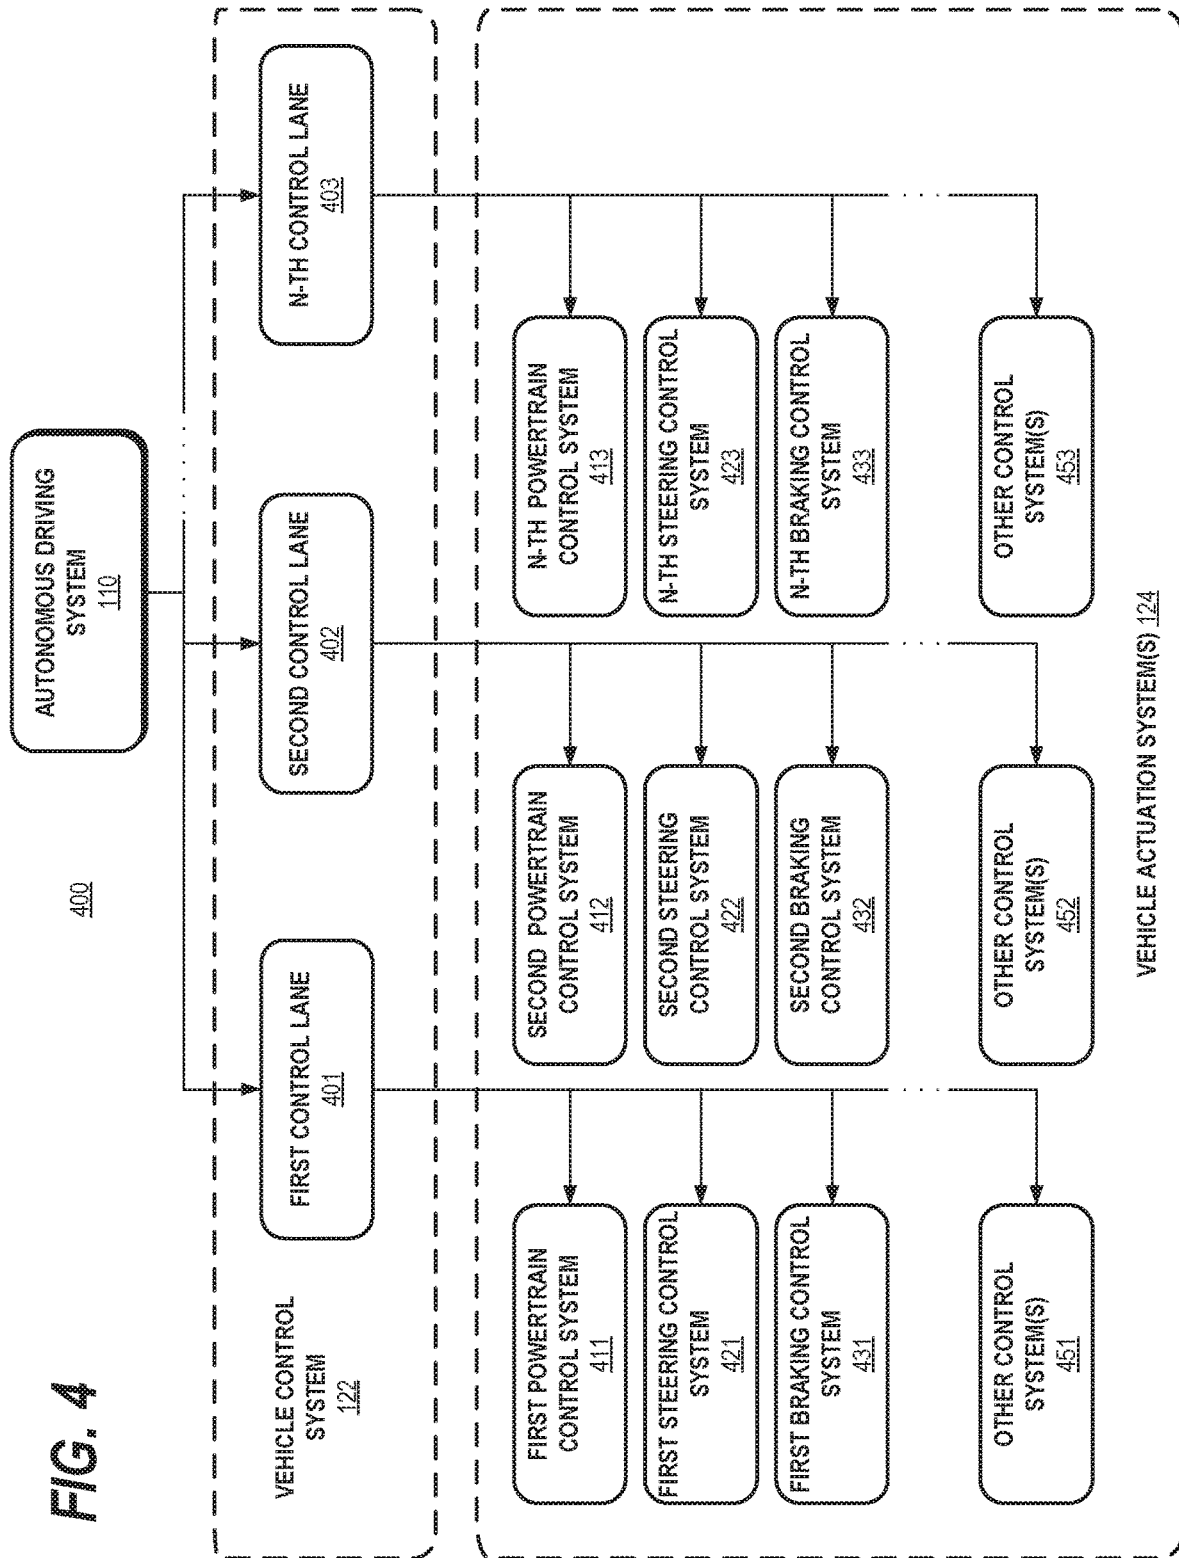 FIG. 4
400
AUTONOMOUS DRIVING
SYSTEM
110
VEHICLE CONTROL
SYSTEM
122
FIRST CONTROL LANE
401
SECOND CONTROL LANE
402
N-TH CONTROL LANE
403
FIRST POWERTRAIN
CONTROL SYSTEM
411
SECOND POWERTRAIN
CONTROL SYSTEM
412
N-TH POWERTRAIN
CONTROL SYSTEM
413
FIRST STEERING CONTROL
SYSTEM
421
SECOND STEERING
CONTROL SYSTEM
422
N-TH STEERING CONTROL
SYSTEM
423
FIRST BRAKING CONTROL
SYSTEM
431
SECOND BRAKING
CONTROL SYSTEM
432
N-TH BRAKING CONTROL
SYSTEM
433
OTHER CONTROL
SYSTEM(S)
451
OTHER CONTROL
SYSTEM(S)
452
OTHER CONTROL
SYSTEM(S)
453
VEHICLE ACTUATION SYSTEM(S) 124